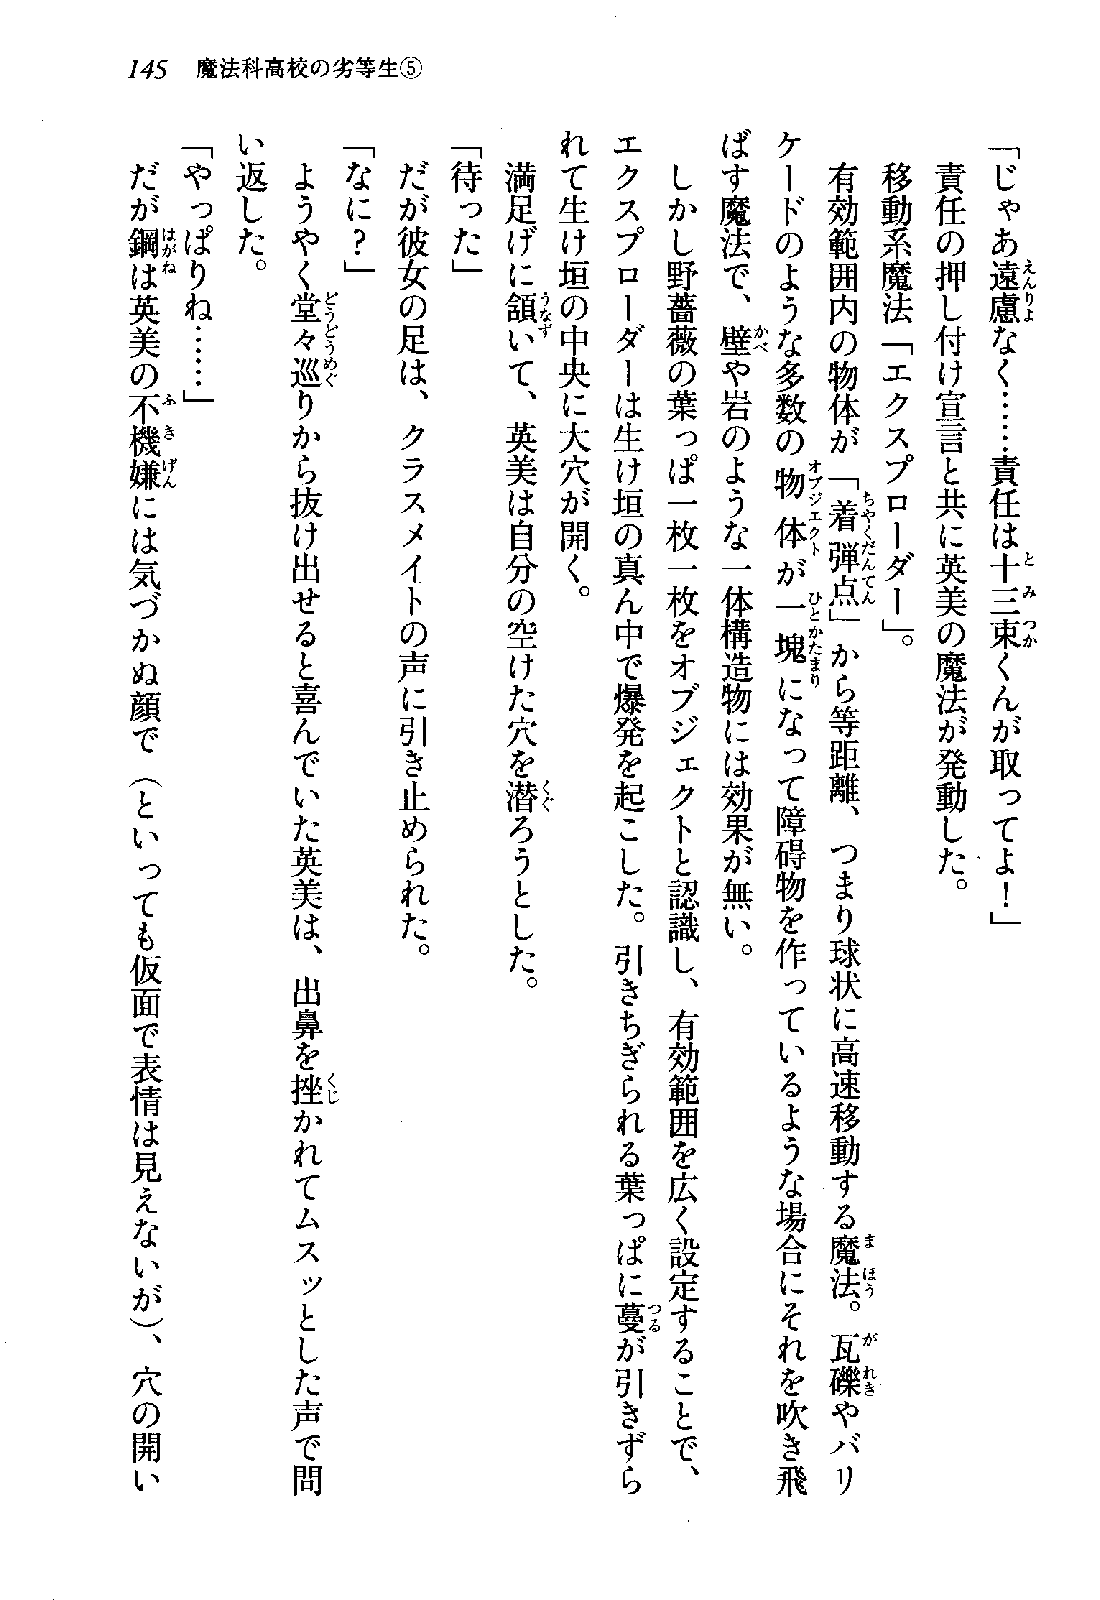 145　魔法科高校の劣等生⑤
「じゃあ遠慮なく……責任は十三束くんが取ってよ！」
責任の押し付け宣言と共に英美の魔法が発動した。
移動系魔法「エクスプローダー」。
有効範囲内の物体が「着弾点」から等距離、つまり球状に高速移動する魔法。瓦礫やバリ
ケードのような多数の物体が一塊になって障碍物を作っているような場合にそれを吹き飛
ばす魔法で、壁や岩のような一体構造物には効果が無い。
しかし野薔薇の葉っぱ一枚一枚をオブジェクトと認識し、有効範囲を広く設定することで、
エクスプローダーは生け垣の真ん中で爆発を起こした。引きちぎられる葉っぱに蔓が引きずら
れて生け垣の中央に大穴が開く。
満足げに頷いて、英美は自分の空けた穴を潜ろうとした。
「待った」
だが彼女の足は、クラスメイトの声に引き止められた。
「なに？」
ようやく堂々巡りから抜け出せると喜んでいた英美は、出鼻を挫かれてムスッとした声で問
い返した。
「やっぱりね……」
だが鋼は英美の不機嫌には気づかぬ顔で（といっても仮面で表情は見えないが）、穴の開い